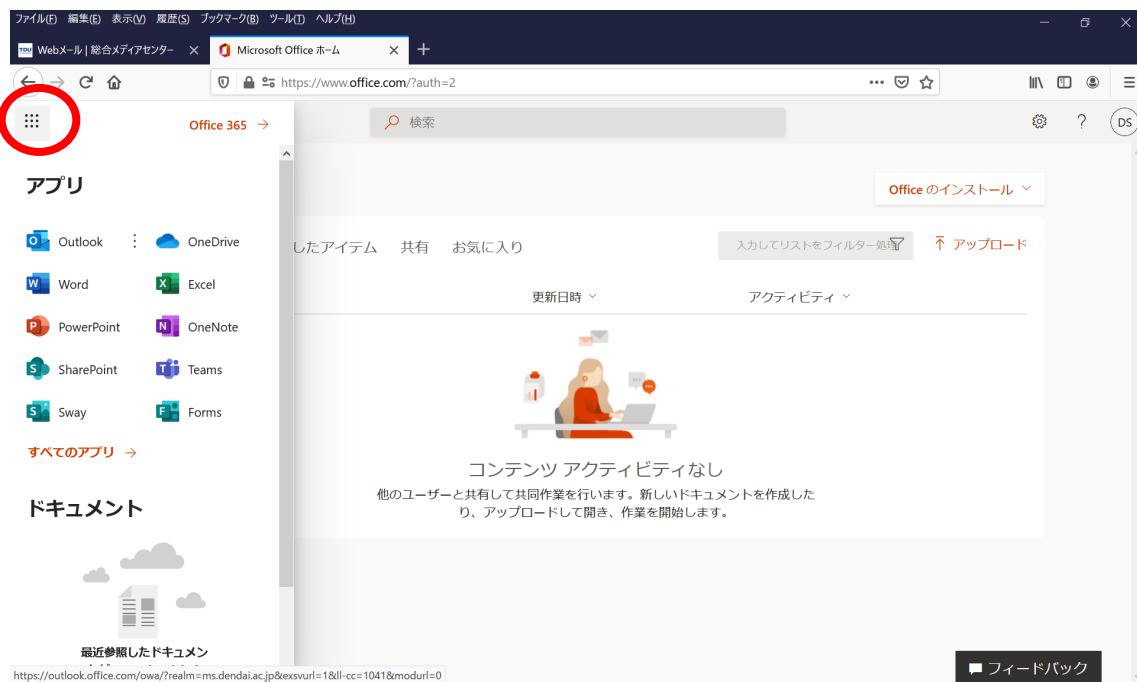 ファイル(F) 編集(E) 表示(V) 履歴(S) ブックマーク(B) ツール(T) ヘルプ(H)
TDU Webメール | 総合メディアセンター Microsoft Office ホーム
https://www.office.com/?auth=2
Office 365 →
検索
? DS
アプリ
Office のインストール
Outlook OneDrive
したアイテム 共有 お気に入り
入力してリストをフィルター処理
アップロード
Word Excel
更新日時 アクティビティ
PowerPoint OneNote
SharePoint Teams
Sway Forms
すべてのアプリ →
コンテンツ アクティビティなし
他のユーザーと共有して共同作業を行います。新しいドキュメントを作成した
り、アップロードして開き、作業を開始します。
ドキュメント
最近参照したドキュメン
フィードバック
https://outlook.office.com/owa/?realm=ms.dendai.ac.jp&exsvurl=1&ll-cc=1041&modurl=0